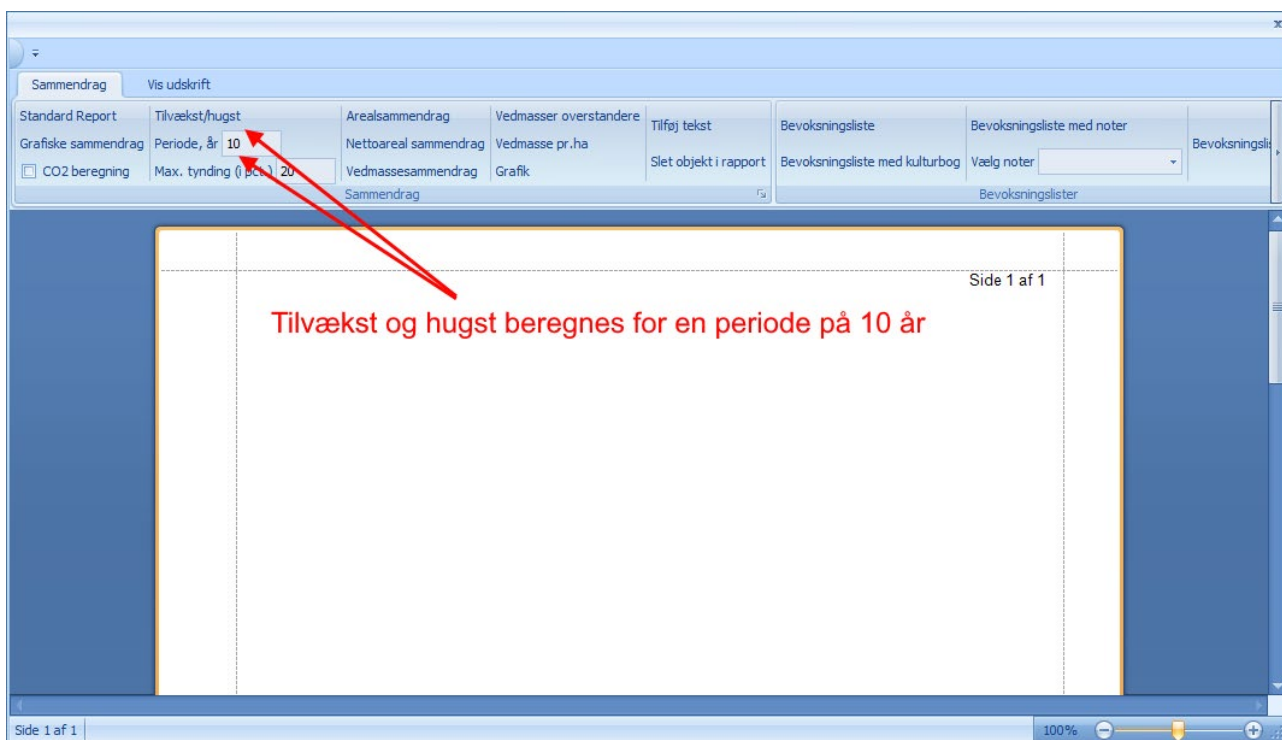 Sammendrag Vis udskrift
Standard Report Tilvækst/hugst Arealsammendrag Vedmasser overstandere Tilføj tekst Bevoksningsliste Bevoksningsliste med noter
Grafiske sammendrag Periode, år 10 Nettoareal sammendrag Vedmasse pr.ha Slet objekt i rapport Bevoksningsliste med kulturbog Vælg noter Bevoksningsli
CO2 beregning Max. tynding (i pct.) 20 Vedmassesammendrag Grafik
Sammendrag Bevoksningslister
Side 1 af 1
Tilvækst og hugst beregnes for en periode på 10 år
Side 1 af 1 100%